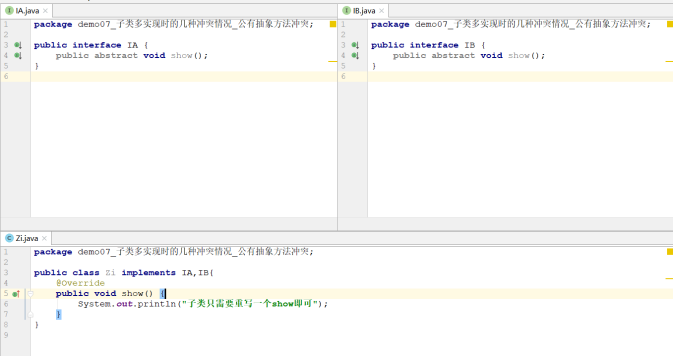 IA.java
1 package demo07_子类多实现时的几种冲突情况_公有抽象方法冲突;
2
3 public interface IA {
4 public abstract void show();
5 }
6
IB.java
1 package demo07_子类多实现时的几种冲突情况_公有抽象方法冲突;
2
3 public interface IB {
4 public abstract void show();
5 }
6
Zi.java
1 package demo07_子类多实现时的几种冲突情况_公有抽象方法冲突;
2
3 public class Zi implements IA,IB{
4 @Override
5 public void show() {
6 System.out.println("子类只需要重写一个show即可");
7 }
8 }
9